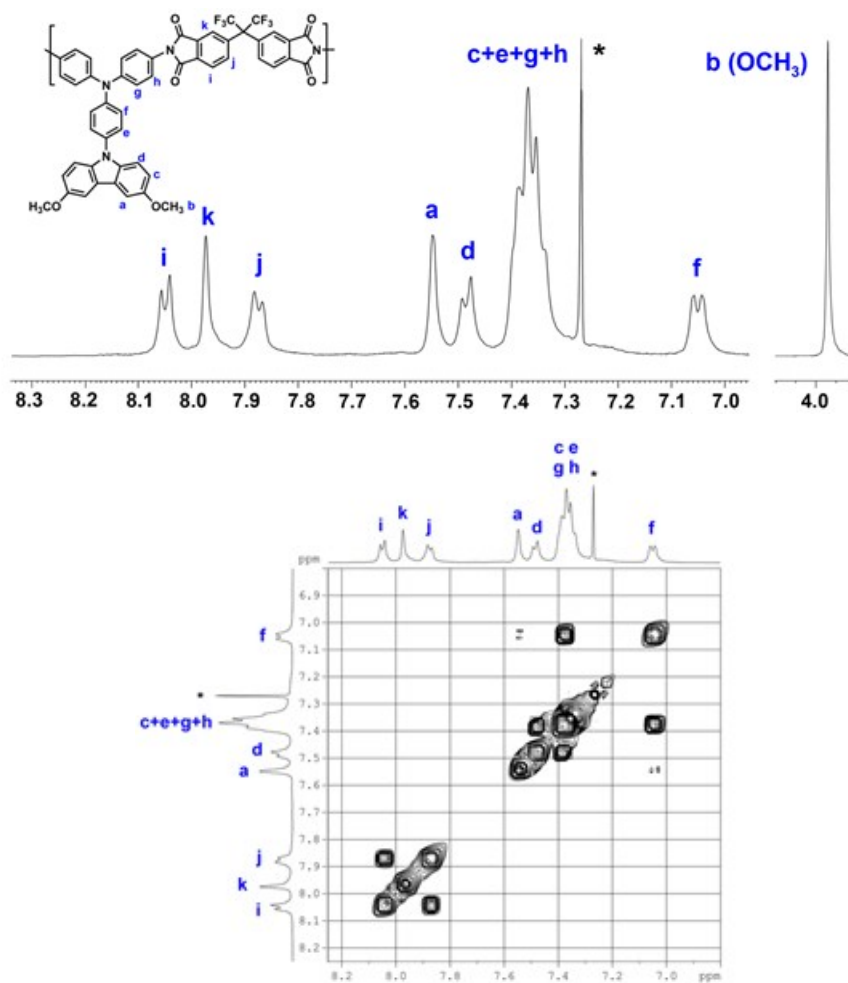 F₃C CF₃
O O
k
N N
O O
i j
h
g
N
f
e
N
d
c
a
H₃CO OCH₃ b
i
k
j
a
d
c+e+g+h
*
f
b (OCH₃)
8.3 8.2 8.1 8.0 7.9 7.8 7.7 7.6 7.5 7.4 7.3 7.2 7.1 7.0 4.0
c e
g h
i k j a d * f
ppm
6.9
f 7.0
7.1
7.2
*
7.3
c+e+g+h
7.4
d 7.5
a
7.6
7.7
7.8
j
7.9
k
8.0
i
8.1
8.2
8.2 8.0 7.8 7.6 7.4 7.2 7.0 ppm